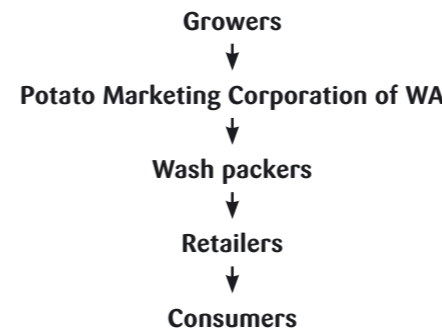 Growers
Potato Marketing Corporation of WA
Wash packers
Retailers
Consumers